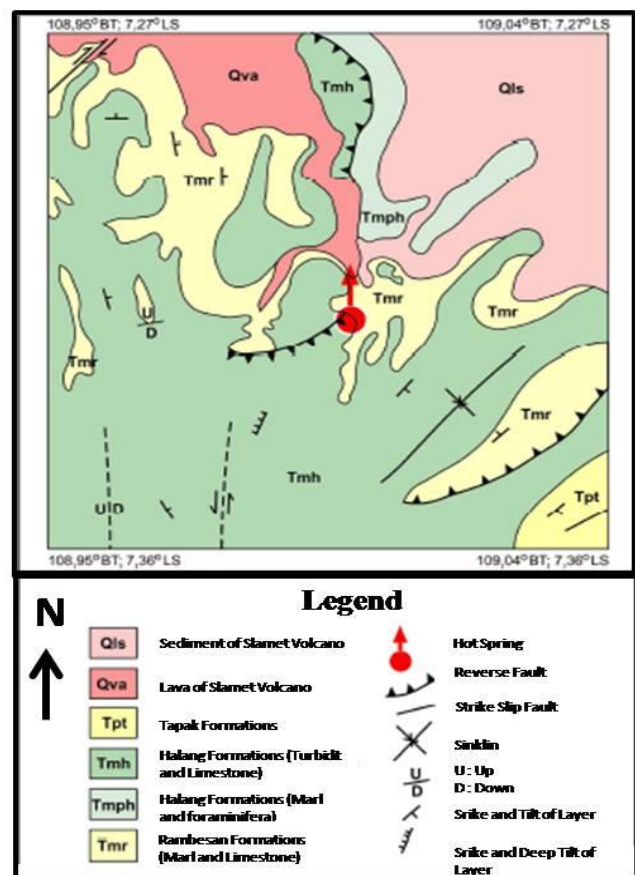 108,95°BT; 7,27°LS
109,04°BT; 7,27°LS
Qva
Tmh
Qls
Tmr
Tmph
Tmr
Tmr
U
D
Tmr
Tmr
Tmh
Tpt
U D
108,95°BT; 7,36°LS
109,04°BT; 7,36°LS
Legend
N
Qls Sediment of Slamet Volcano
Qva Lava of Slamet Volcano
Tpt Tapak Formations
Tmh Halang Formations (Turbidit
and Limestone)
Tmph Halang Formations (Marl
and foraminifera)
Tmr Rambesan Formations
(Marl and Limestone)
Hot Spring
Reverse Fault
Strike Slip Fault
Sinklin
U
D
U : Up
D : Down
Srike and Tilt of Layer
Srike and Deep Tilt of
Layer